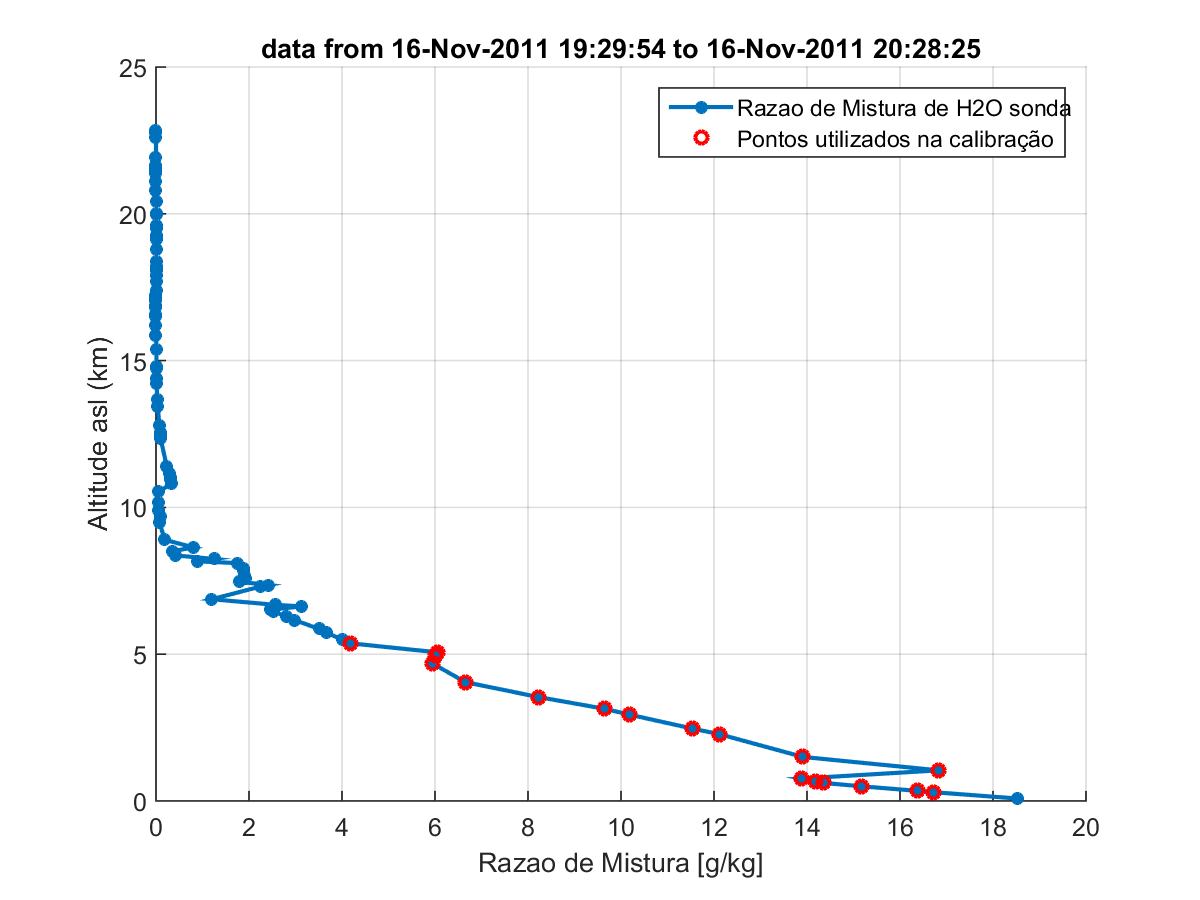 data from 16-Nov-2011 19:29:54 to 16-Nov-2011 20:28:25
Razao de Mistura de H2O sonda
Pontos utilizados na calibração
Altitude asl (km)
25
20
15
10
5
0
0 2 4 6 8 10 12 14 16 18 20
Razao de Mistura [g/kg]